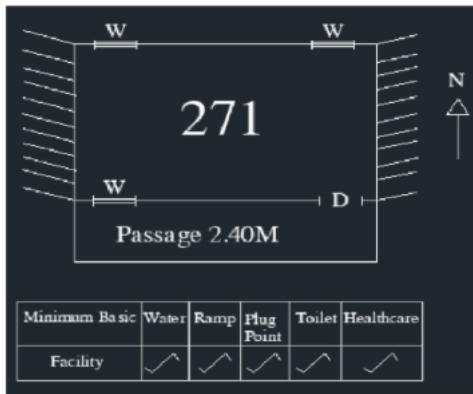 W W
N
271
W D
Passage 2.40M
Minimum Basic Water Ramp Plug Point Toilet Healthcare
Facility